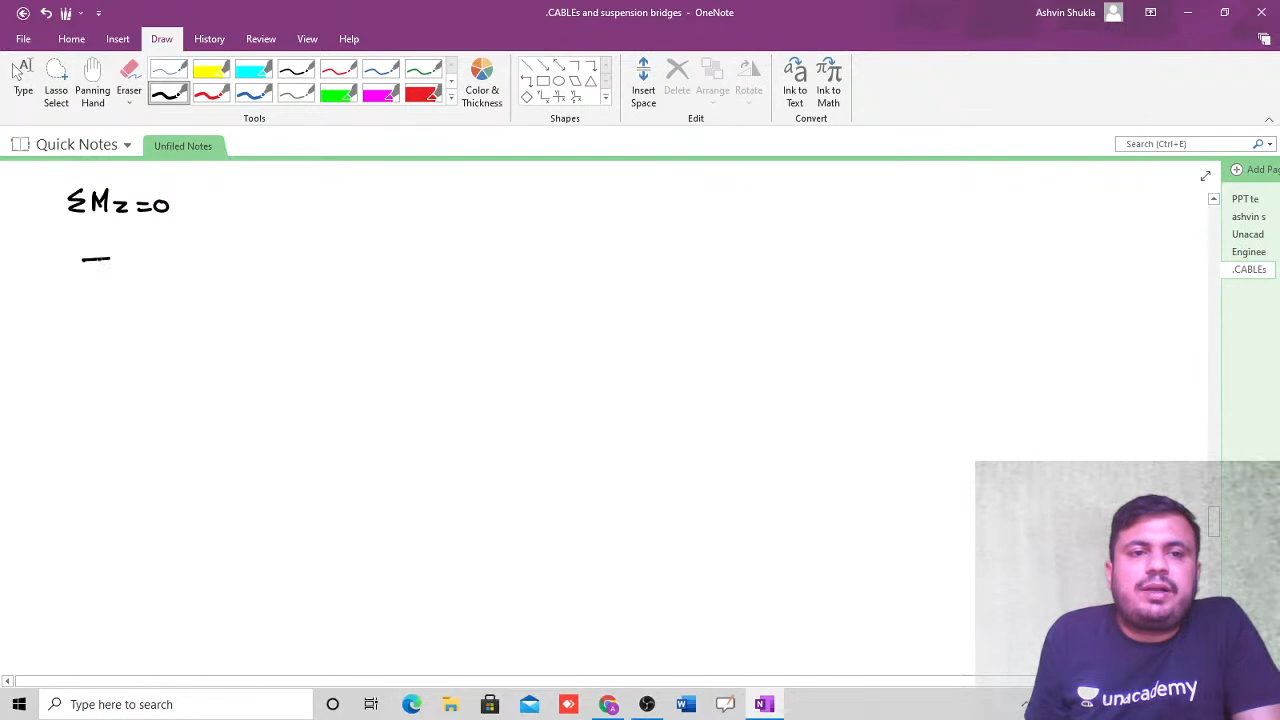 .CABLEs and suspension bridges - OneNote
Ashvin Shukla
File Home Insert Draw History Review View Help
Type
Lasso Select
Panning Hand
Eraser
Tools
Color & Thickness
Shapes
Insert Space
Delete
Arrange
Rotate
Edit
Ink to Text
Ink to Math
Convert
Quick Notes
Unfiled Notes
Search (Ctrl+E)
Add Pag
PPT te
ashvin s
Unacad
Enginee
.CABLEs
ΣMz=0
—
unacademy
Type here to search